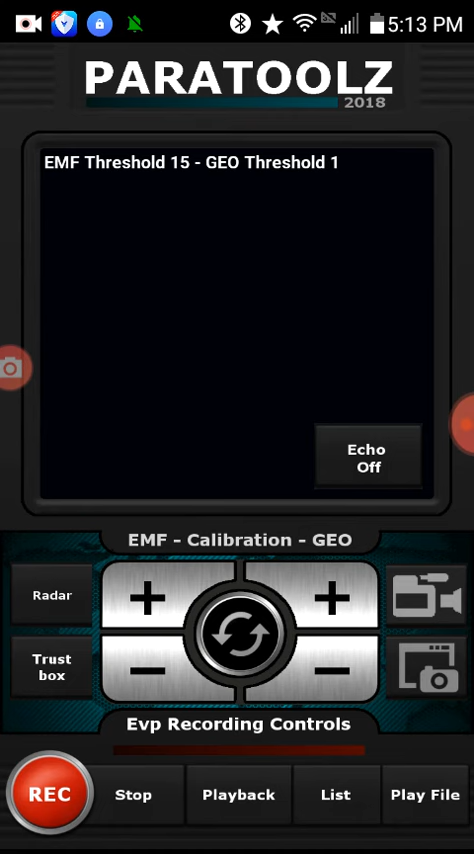 5:13 PM
PARATOOLZ
2018
EMF Threshold 15 - GEO Threshold 1
Echo
Off
EMF - Calibration - GEO
Radar
+
+
Trust
box
−
−
Evp Recording Controls
REC
Stop
Playback
List
Play File